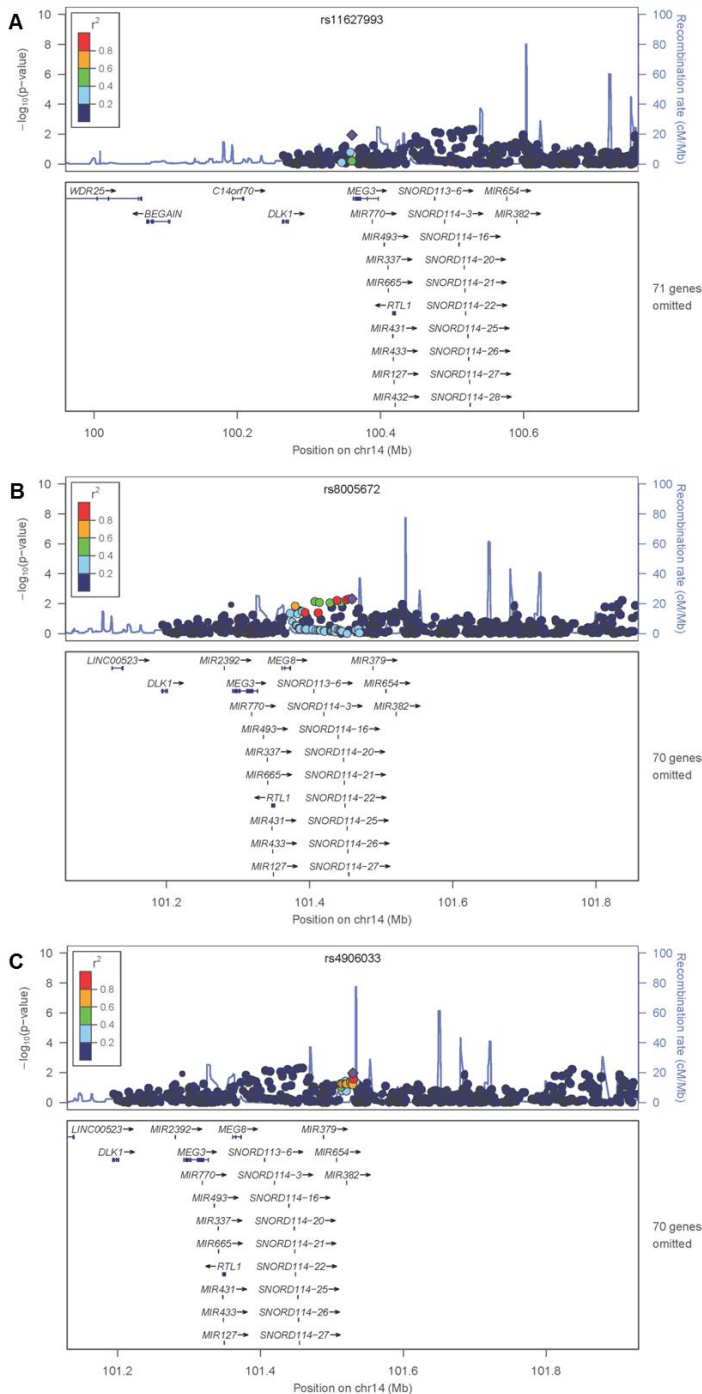 A
rs11627993
10 8 6 4 2 0
−log10(p−value)
r2
0.8
0.6
0.4
0.2
100 80 60 40 20 0
Recombination rate (cM/Mb)
WDR25→ C14orf70→ MEG3→ SNORD113−6→ MIR654→
←BEGAIN DLK1→ MIR770→ SNORD114−3→ MIR382→
MIR493→ SNORD114−16→
MIR337→ SNORD114−20→
MIR665→ SNORD114−21→
←RTL1 SNORD114−22→
MIR431→ SNORD114−25→
MIR433→ SNORD114−26→
MIR127→ SNORD114−27→
MIR432→ SNORD114−28→
71 genes
omitted
100 100.2 100.4 100.6
Position on chr14 (Mb)
B
rs8005672
10 8 6 4 2 0
−log10(p−value)
r2
0.8
0.6
0.4
0.2
100 80 60 40 20 0
Recombination rate (cM/Mb)
LINC00523→ MIR2392→ MEG8→ MIR379→
DLK1→ MEG3→ SNORD113−6→ MIR654→
MIR770→ SNORD114−3→ MIR382→
MIR493→ SNORD114−16→
MIR337→ SNORD114−20→
MIR665→ SNORD114−21→
←RTL1 SNORD114−22→
MIR431→ SNORD114−25→
MIR433→ SNORD114−26→
MIR127→ SNORD114−27→
70 genes
omitted
101.2 101.4 101.6 101.8
Position on chr14 (Mb)
C
rs4906033
10 8 6 4 2 0
−log10(p−value)
r2
0.8
0.6
0.4
0.2
100 80 60 40 20 0
Recombination rate (cM/Mb)
LINC00523→ MIR2392→ MEG8→ MIR379→
DLK1→ MEG3→ SNORD113−6→ MIR654→
MIR770→ SNORD114−3→ MIR382→
MIR493→ SNORD114−16→
MIR337→ SNORD114−20→
MIR665→ SNORD114−21→
←RTL1 SNORD114−22→
MIR431→ SNORD114−25→
MIR433→ SNORD114−26→
MIR127→ SNORD114−27→
70 genes
omitted
101.2 101.4 101.6 101.8
Position on chr14 (Mb)